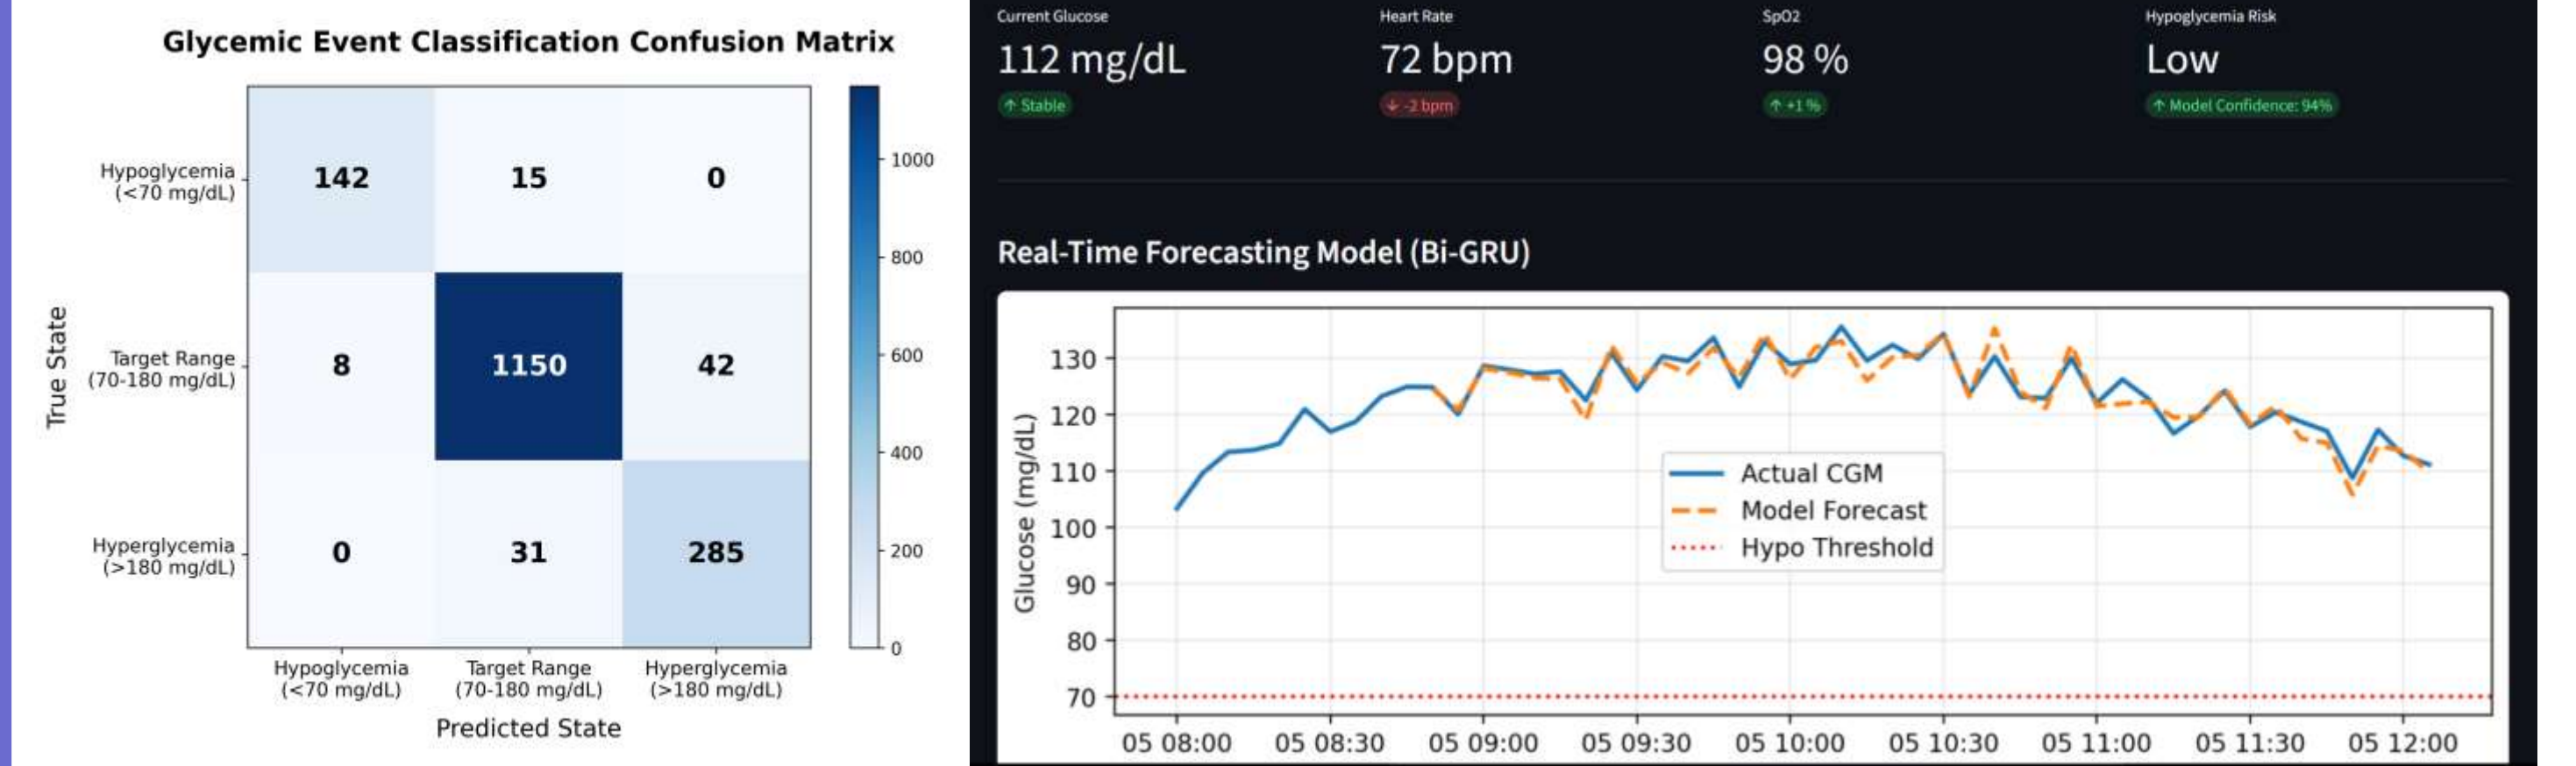 Glycemic Event Classification Confusion Matrix
True State
Hypoglycemia
(<70 mg/dL)
142 15 0
Target Range
(70-180 mg/dL)
8 1150 42
Hyperglycemia
(>180 mg/dL)
0 31 285
Hypoglycemia
(<70 mg/dL)
Target Range
(70-180 mg/dL)
Hyperglycemia
(>180 mg/dL)
Predicted State
1000
800
600
400
200
0
Current Glucose
112 mg/dL
↑ Stable
Heart Rate
72 bpm
↓ -2 bpm
SpO2
98 %
↑ +1 %
Hypoglycemia Risk
Low
↑ Model Confidence: 94%
Real-Time Forecasting Model (Bi-GRU)
Glucose (mg/dL)
130
120
110
100
90
80
70
Actual CGM
Model Forecast
Hypo Threshold
05 08:00 05 08:30 05 09:00 05 09:30 05 10:00 05 10:30 05 11:00 05 11:30 05 12:00